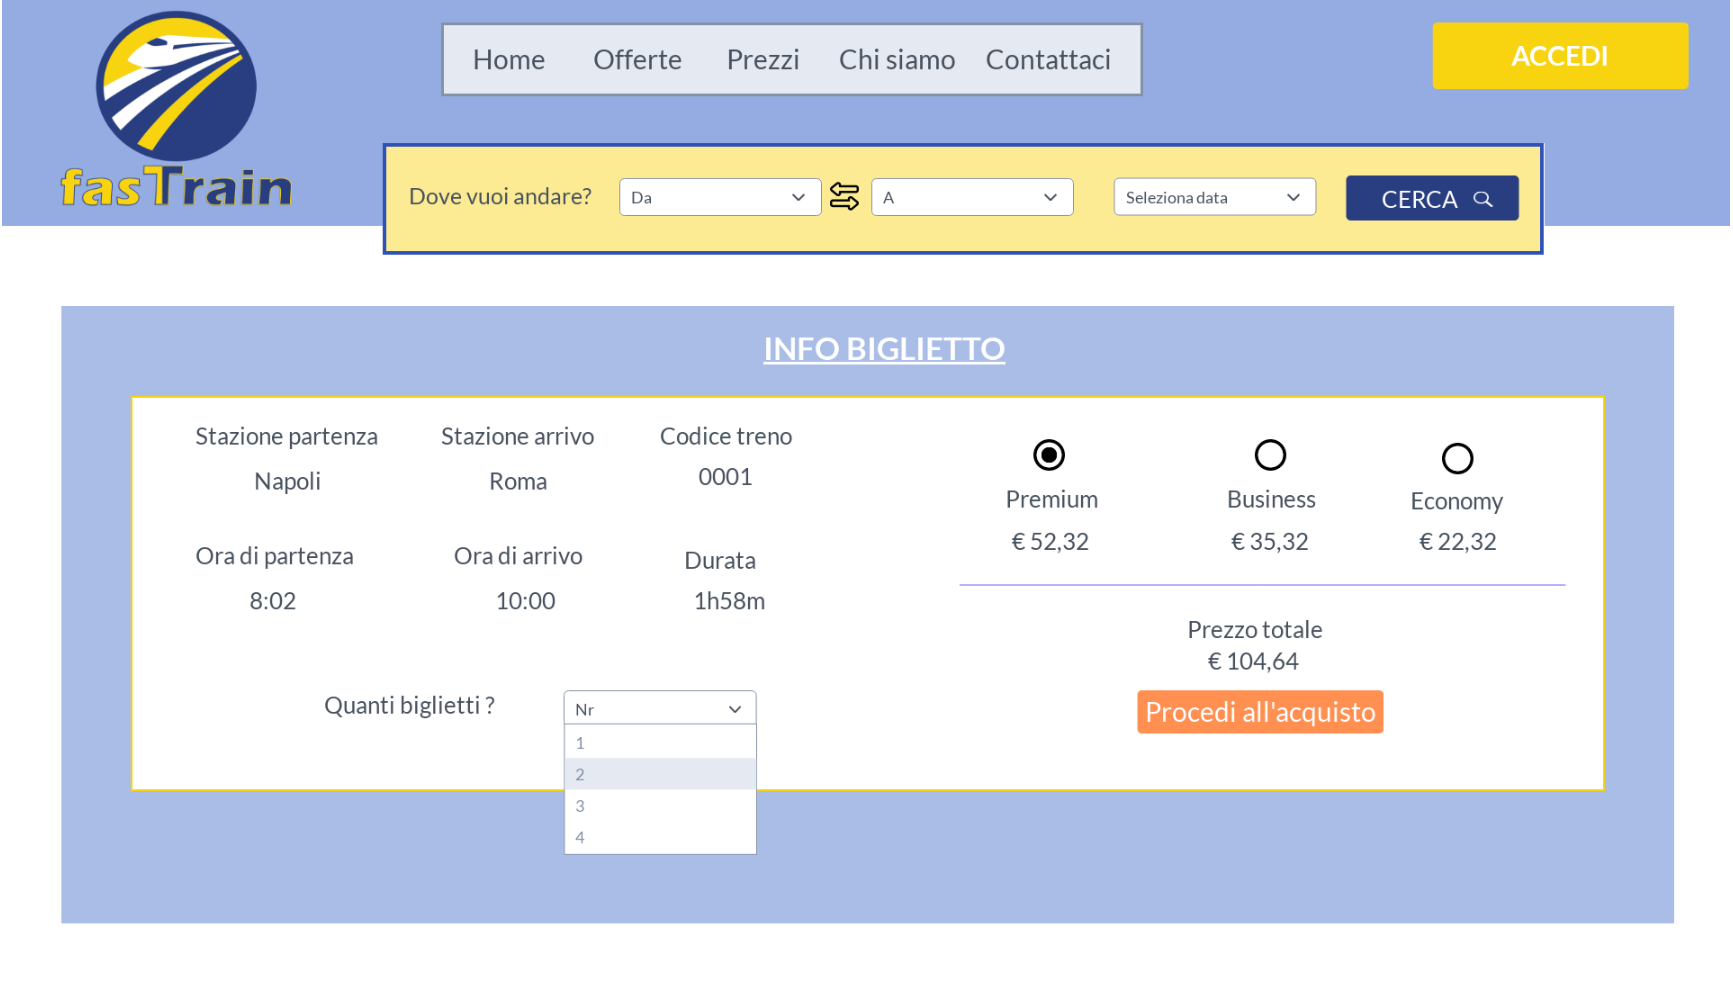 Home Offerte Prezzi Chi siamo Contattaci
ACCEDI
fasTrain
Dove vuoi andare? Da A Seleziona data CERCA
INFO BIGLIETTO
Stazione partenza Stazione arrivo Codice treno
Napoli Roma 0001
Premium Business Economy
€ 52,32 € 35,32 € 22,32
Ora di partenza Ora di arrivo Durata
8:02 10:00 1h58m
Prezzo totale
€ 104,64
Quanti biglietti ? Nr
Procedi all'acquisto
1
2
3
4